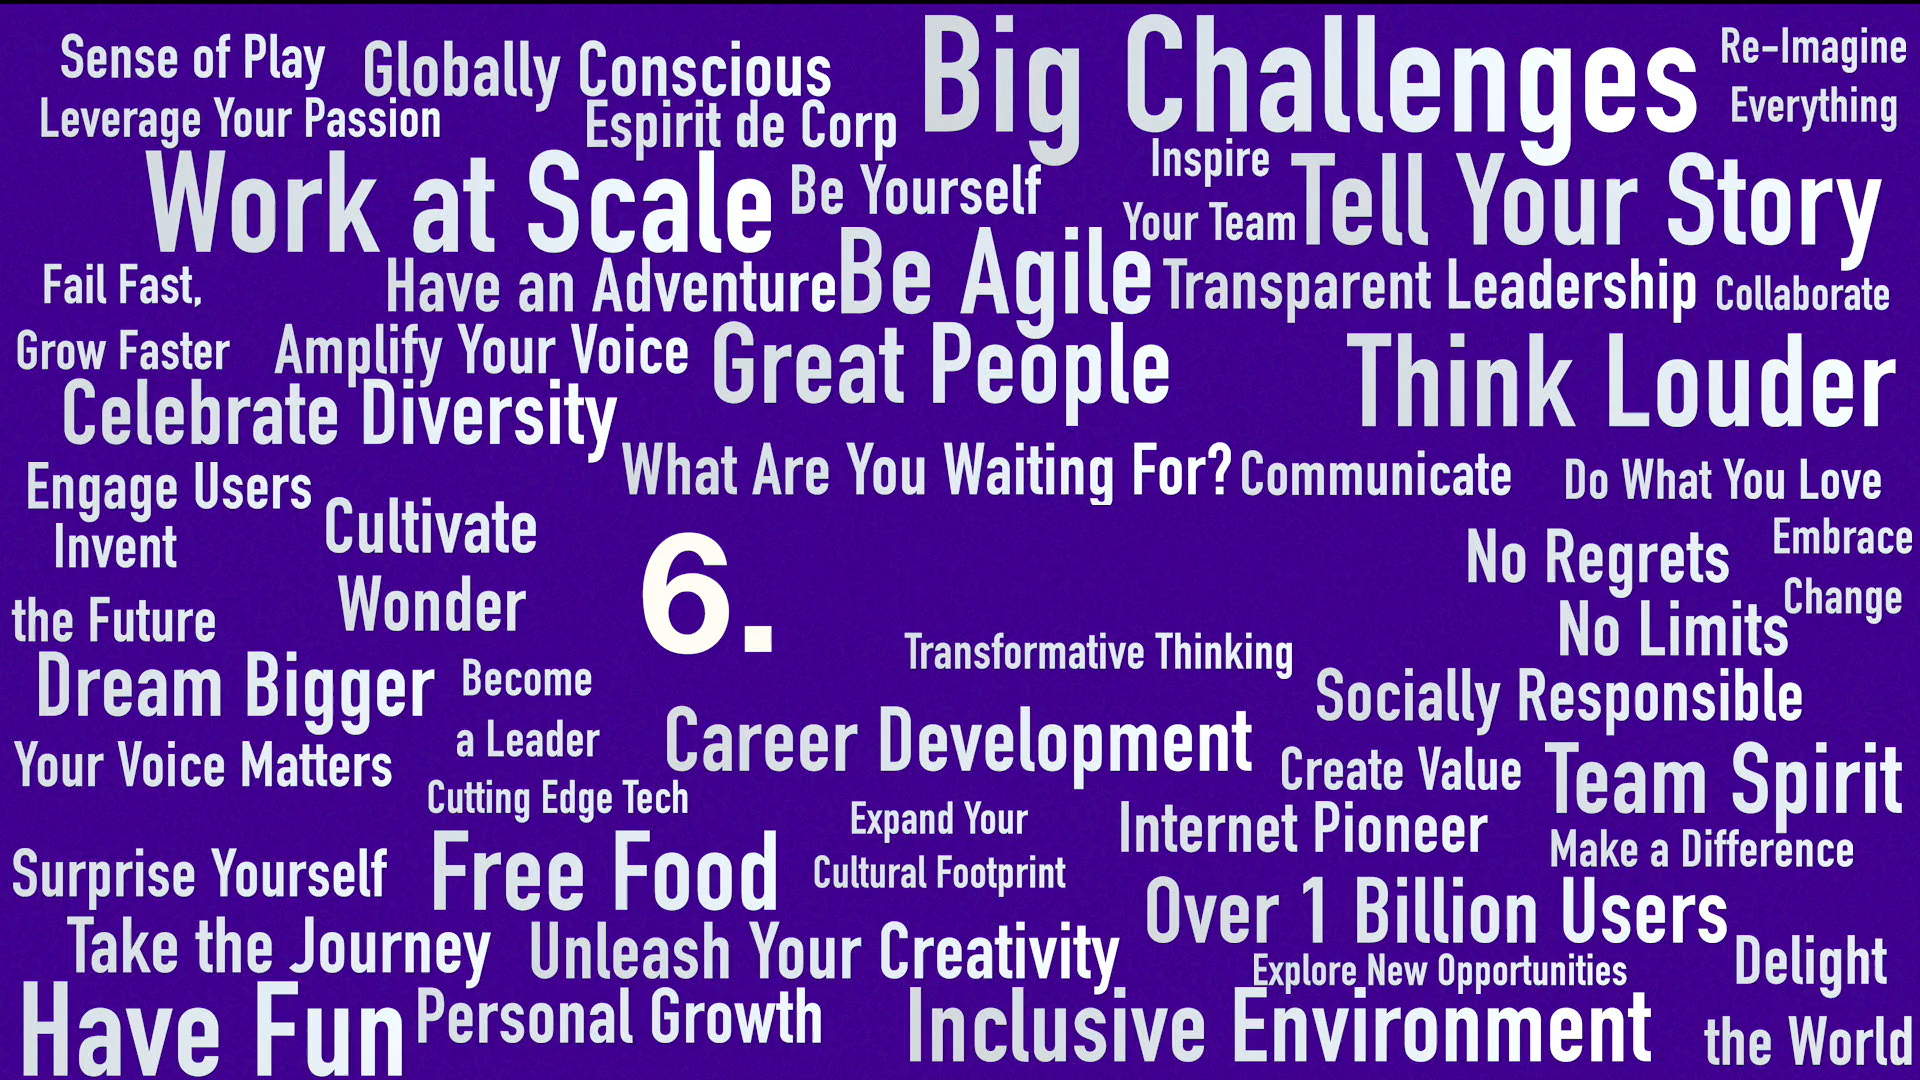 Sense of Play
Globally Conscious
Big Challenges
Re-Imagine
Everything
Leverage Your Passion
Espirit de Corp
Work at Scale
Be Yourself
Inspire
Your Team
Tell Your Story
Fail Fast,
Grow Faster
Have an Adventure
Be Agile
Transparent Leadership
Collaborate
Amplify Your Voice
Great People
Think Louder
Celebrate Diversity
What Are You Waiting For?
Communicate
Do What You Love
Engage Users
Cultivate
Wonder
Invent
the Future
6.
No Regrets
No Limits
Embrace
Change
Transformative Thinking
Dream Bigger
Become
a Leader
Socially Responsible
Career Development
Your Voice Matters
Create Value
Team Spirit
Cutting Edge Tech
Expand Your
Cultural Footprint
Internet Pioneer
Make a Difference
Surprise Yourself
Free Food
Over 1 Billion Users
Take the Journey
Unleash Your Creativity
Explore New Opportunities
Delight
the World
Have Fun
Personal Growth
Inclusive Environment